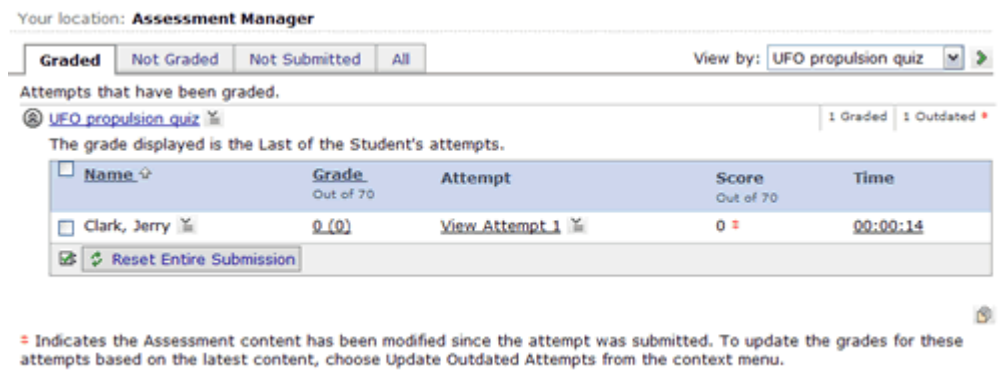 Your location: Assessment Manager
Graded Not Graded Not Submitted All View by: UFO propulsion quiz
Attempts that have been graded.
UFO propulsion quiz 1 Graded 1 Outdated ‡
The grade displayed is the Last of the Student's attempts.
Name Grade Attempt Score Time
Out of 70 Out of 70
Clark, Jerry 0 (0) View Attempt 1 0 ‡ 00:00:14
Reset Entire Submission
‡ Indicates the Assessment content has been modified since the attempt was submitted. To update the grades for these
attempts based on the latest content, choose Update Outdated Attempts from the context menu.